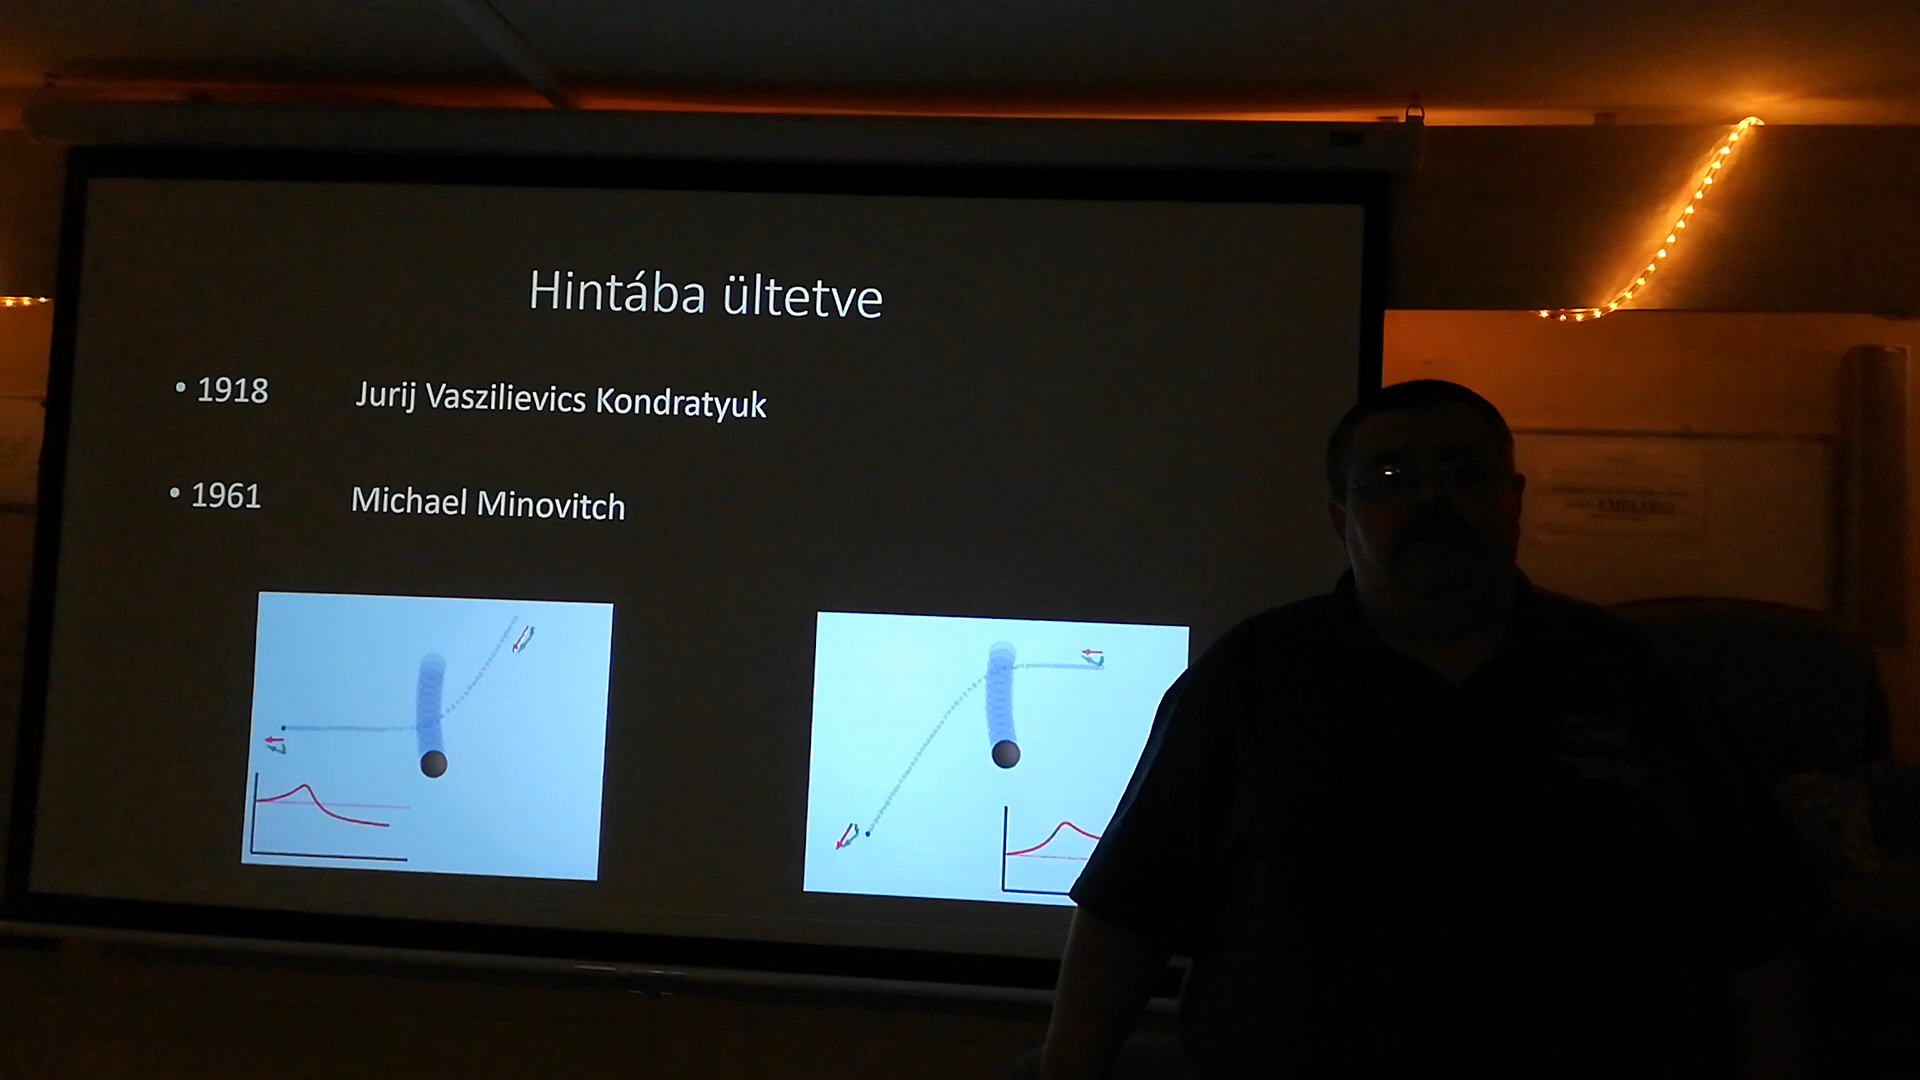 Hintába ültetve
• 1918 Jurij Vaszilievics Kondratyuk
• 1961 Michael Minovitch